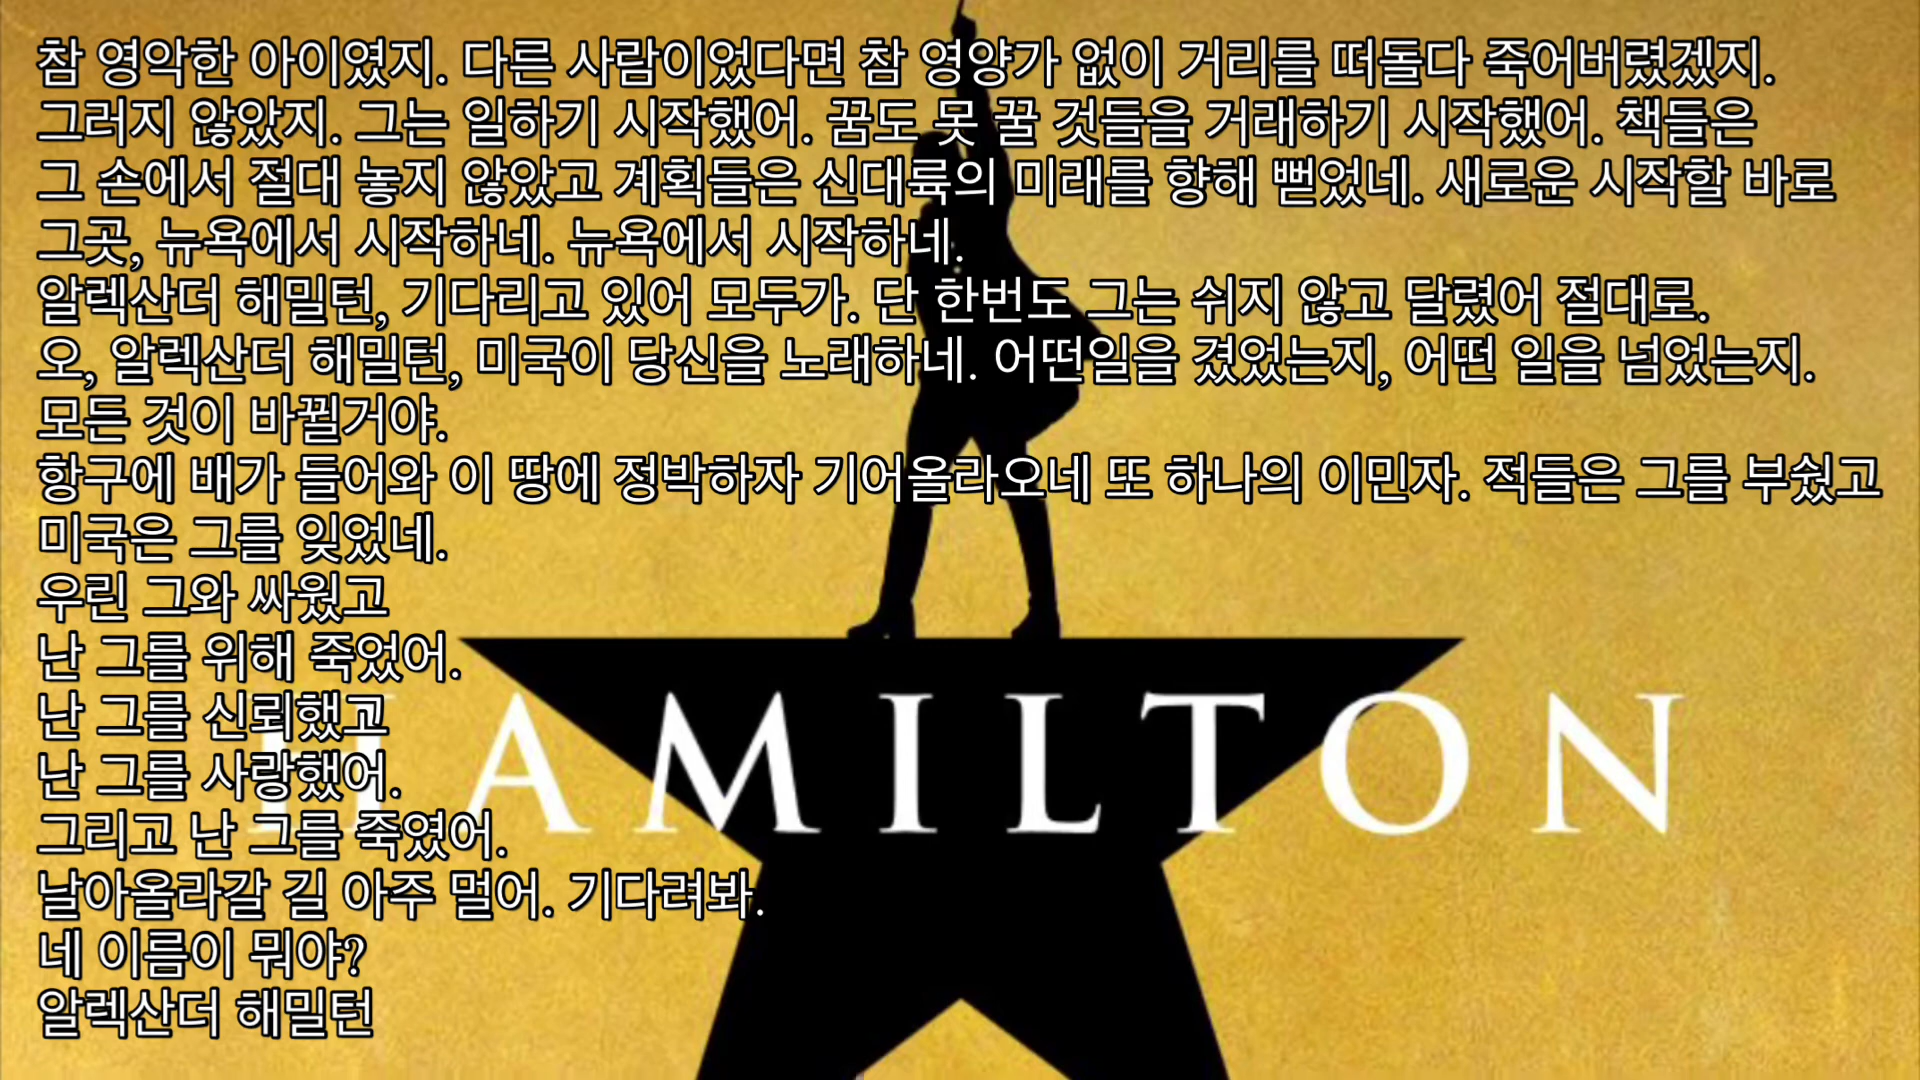 참 영악한 아이였지. 다른 사람이었다면 참 영양가 없이 거리를 떠돌다 죽어버렸겠지.
그러지 않았지. 그는 일하기 시작했어. 꿈도 못 꿀 것들을 거래하기 시작했어. 책들은
그 손에서 절대 놓지 않았고 계획들은 신대륙의 미래를 향해 뻗었네. 새로운 시작할 바로
그곳, 뉴욕에서 시작하네. 뉴욕에서 시작하네.
알렉산더 해밀턴, 기다리고 있어 모두가. 단 한번도 그는 쉬지 않고 달렸어 절대로.
오, 알렉산더 해밀턴, 미국이 당신을 노래하네. 어떤일을 겼었는지, 어떤 일을 넘었는지.
모든 것이 바뀔거야.
항구에 배가 들어와 이 땅에 정박하자 기어올라오네 또 하나의 이민자. 적들은 그를 부쉈고
미국은 그를 잊었네.
우린 그와 싸웠고
난 그를 위해 죽었어.
난 그를 신뢰했고
난 그를 사랑했어.
그리고 난 그를 죽였어.
날아올라갈 길 아주 멀어. 기다려봐.
네 이름이 뭐야?
알렉산더 해밀턴
HAMILTON